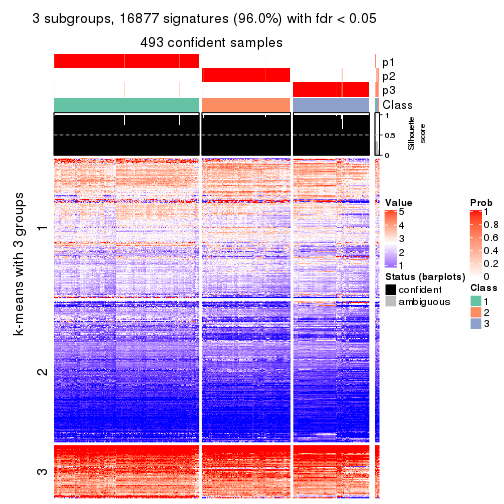 3 subgroups, 16877 signatures (96.0%) with fdr < 0.05
493 confident samples
p1
p2
p3
Class
1
0.5
0
Silhouette
score
k-means with 3 groups
1
2
3
Value
5
4
3
2
1
Status (barplots)
confident
ambiguous
Prob
1
0.8
0.6
0.4
0.2
0
Class
1
2
3